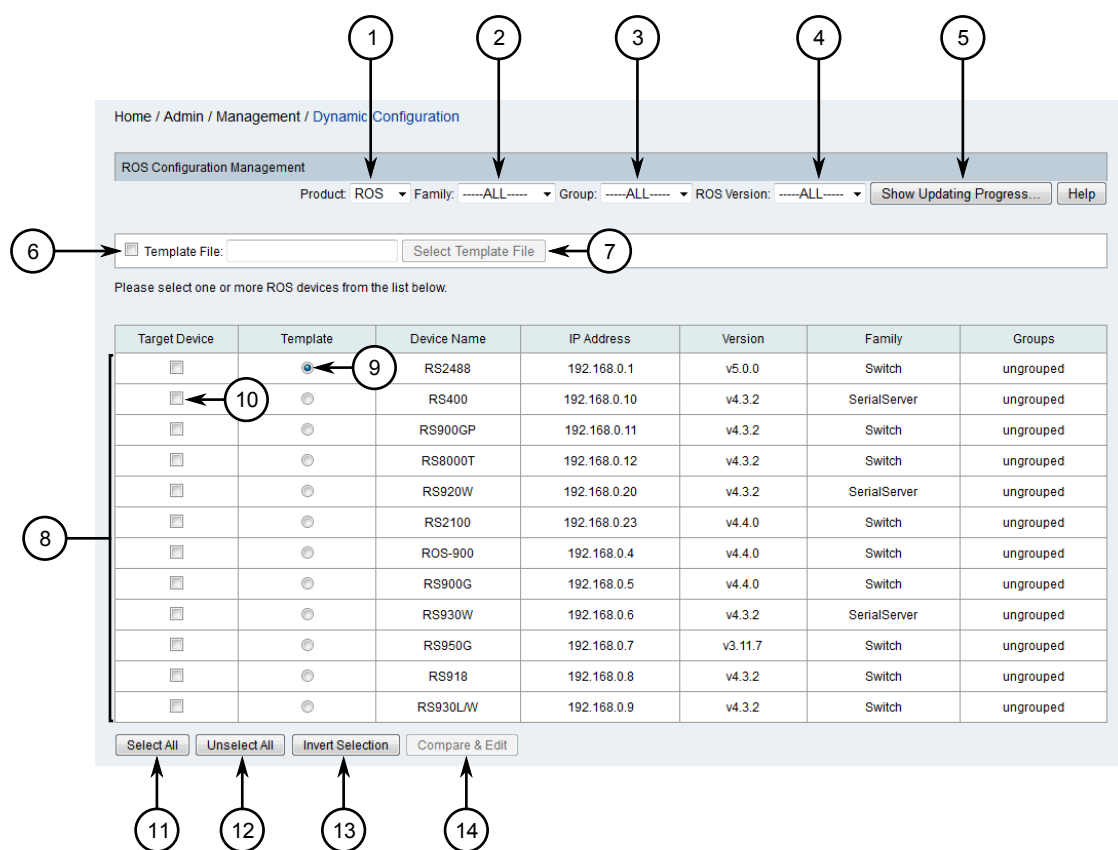 1 2 3 4 5
Home / Admin / Management / Dynamic Configuration
ROS Configuration Management
Product: ROS Family: -----ALL----- Group: -----ALL----- ROS Version: -----ALL----- Show Updating Progress... Help
6 Template File: Select Template File 7
Please select one or more ROS devices from the list below.
Target Device Template Device Name IP Address Version Family Groups
9 RS2488 192.168.0.1 v5.0.0 Switch ungrouped
10 RS400 192.168.0.10 v4.3.2 SerialServer ungrouped
RS900GP 192.168.0.11 v4.3.2 Switch ungrouped
RS8000T 192.168.0.12 v4.3.2 Switch ungrouped
RS920W 192.168.0.20 v4.3.2 SerialServer ungrouped
RS2100 192.168.0.23 v4.4.0 Switch ungrouped
8
ROS-900 192.168.0.4 v4.4.0 Switch ungrouped
RS900G 192.168.0.5 v4.4.0 Switch ungrouped
RS930W 192.168.0.6 v4.3.2 SerialServer ungrouped
RS950G 192.168.0.7 v3.11.7 Switch ungrouped
RS918 192.168.0.8 v4.3.2 Switch ungrouped
RS930L/W 192.168.0.9 v4.3.2 Switch ungrouped
Select All Unselect All Invert Selection Compare & Edit
11 12 13 14